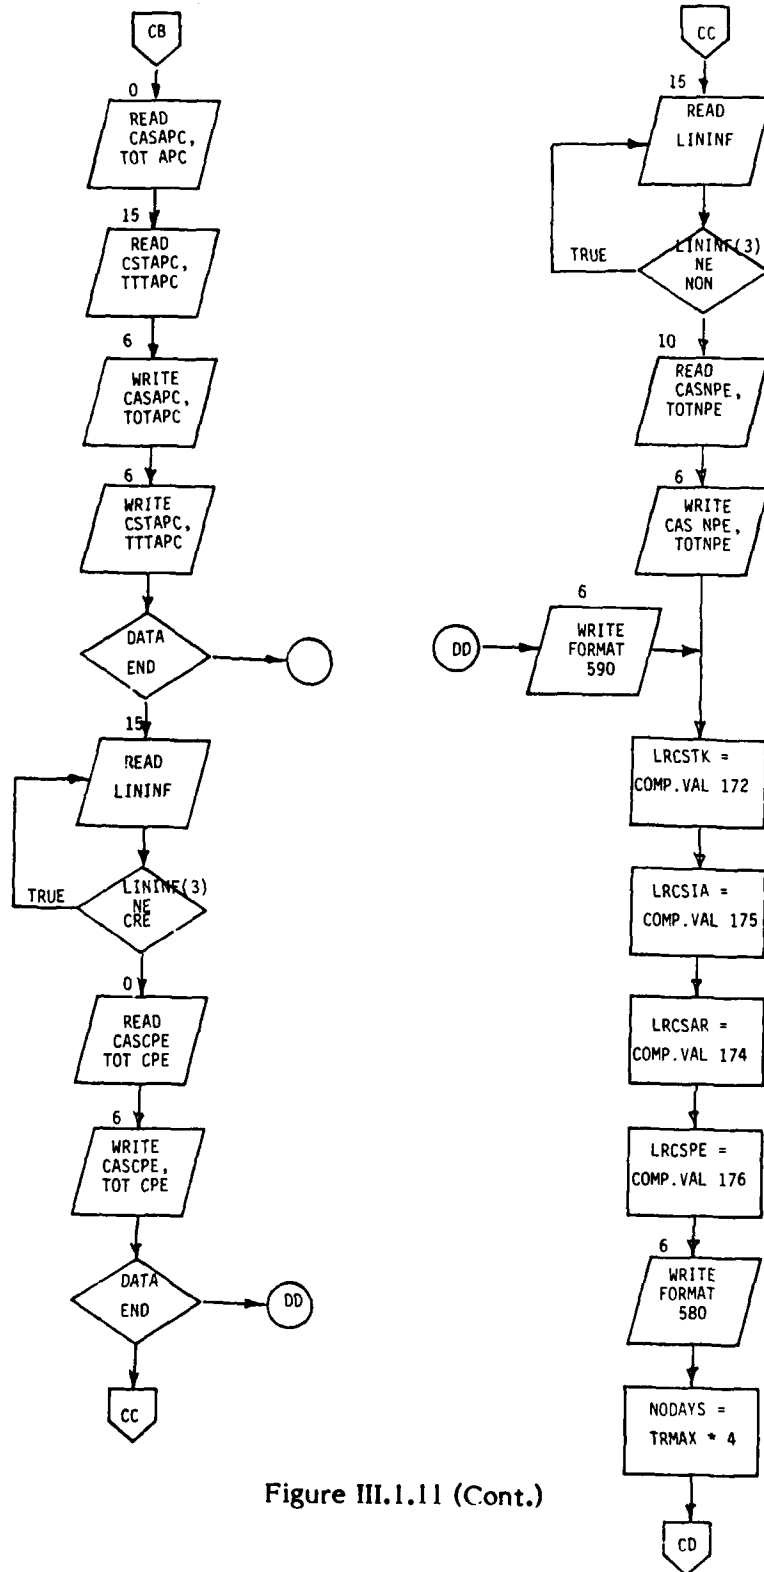 CB
0
READ
CASAPC,
TOT APC
15
READ
CSTAPC,
TTTAPC
6
WRITE
CASAPC,
TOTAPC
6
WRITE
CSTAPC,
TTTAPC
DATA
END
15
READ
LININF
TRUE
LININF(3)
NE
CRE
0
READ
CASCPE
TOT CPE
6
WRITE
CASCPE,
TOT CPE
DATA
END
DD
CC
CC
15
READ
LININF
TRUE
LININF(3)
NE
NON
10
READ
CASNPE,
TOTNPE
6
WRITE
CAS NPE,
TOTNPE
DD
6
WRITE
FORMAT
590
LRCSTK =
COMP.VAL 172
LRCSIA =
COMP.VAL 175
LRCSAR =
COMP.VAL 174
LRCSPE =
COMP.VAL 176
6
WRITE
FORMAT
580
NODAYS =
TRMAX * 4
CD
Figure III.1.11 (Cont.)